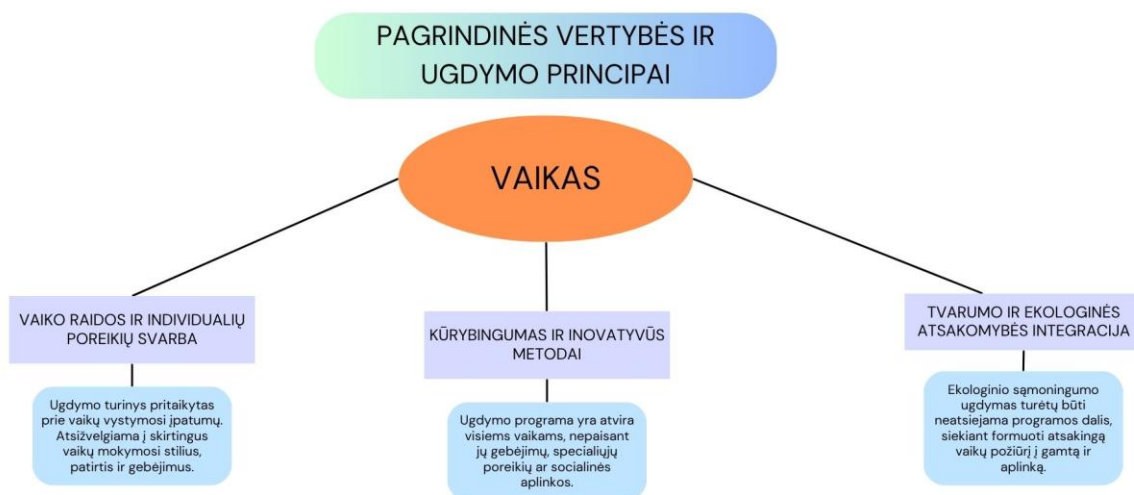 PAGRINDINĖS VERTYBĖS IR
UGDYMO PRINCIPAI
VAIKAS
VAIKO RAIDOS IR INDIVIDUALIŲ
POREIKIŲ SVARBA
Ugdymo turinys pritaikytas
prie vaikų vystymosi įpatumų.
Atsižvelgiama į skirtingus
vaikų mokymosi stilius,
patirtis ir gebėjimus.
KŪRYBINGUMAS IR INOVATYVŪS
METODAI
Ugdymo programa yra atvira
visiems vaikams, nepaisant
jų gebėjimų, specialiųjų
poreikių ar socialinės
aplinkos.
TVARUMO IR EKOLOGINĖS
ATSAKOMYBĖS INTEGRACIJA
Ekologinio sąmoningumo
ugdymas turėtų būti
neatsiejama programos dalis,
siekiant formuoti atsakingą
vaikų požiūrį į gamtą ir
aplinką.